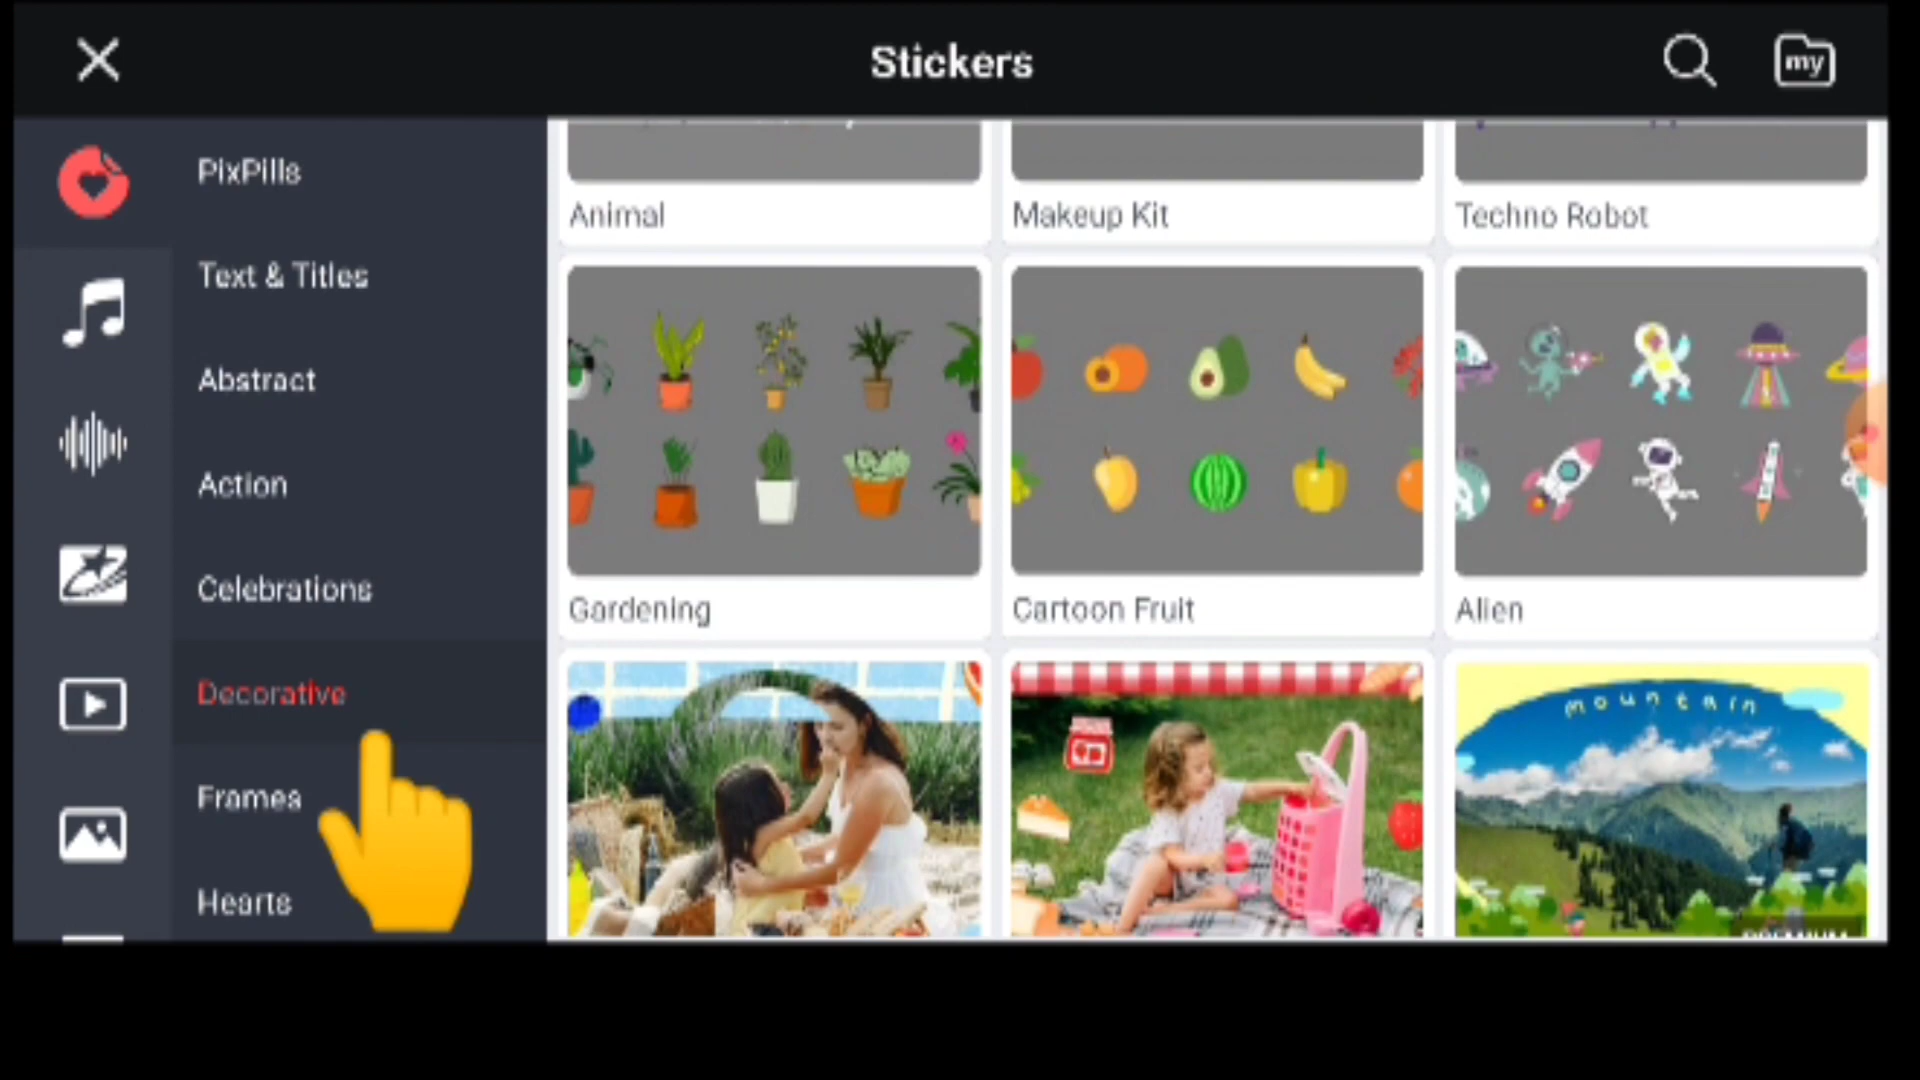 Stickers
my
PixPills
Text & Titles
Abstract
Action
Celebrations
Decorative
Frames
Hearts
Animal
Makeup Kit
Techno Robot
Gardening
Cartoon Fruit
Alien
mountain